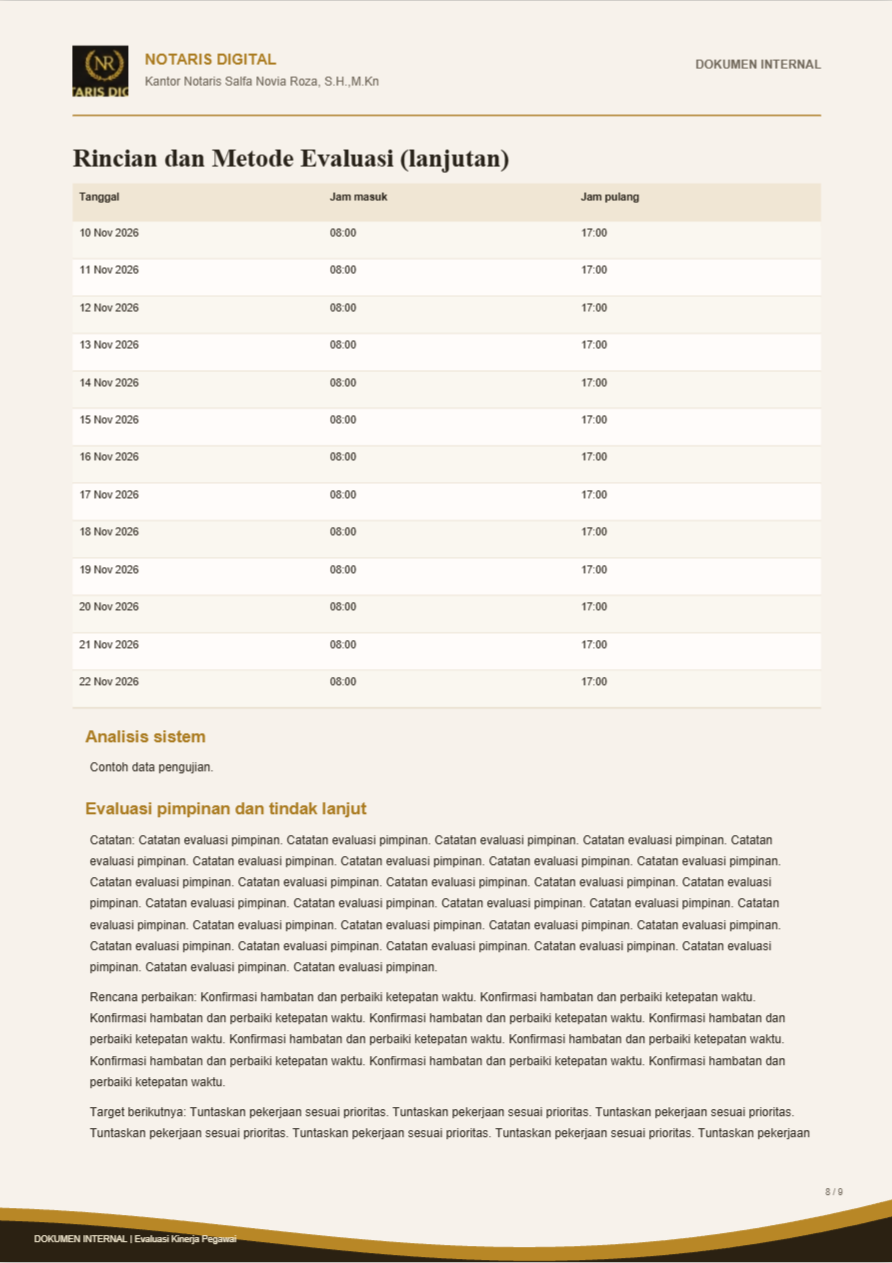 NR
TARIS DIG
NOTARIS DIGITAL
Kantor Notaris Salfa Novia Roza, S.H.,M.Kn
DOKUMEN INTERNAL
Rincian dan Metode Evaluasi (lanjutan)
Tanggal Jam masuk Jam pulang
10 Nov 2026 08:00 17:00
11 Nov 2026 08:00 17:00
12 Nov 2026 08:00 17:00
13 Nov 2026 08:00 17:00
14 Nov 2026 08:00 17:00
15 Nov 2026 08:00 17:00
16 Nov 2026 08:00 17:00
17 Nov 2026 08:00 17:00
18 Nov 2026 08:00 17:00
19 Nov 2026 08:00 17:00
20 Nov 2026 08:00 17:00
21 Nov 2026 08:00 17:00
22 Nov 2026 08:00 17:00
Analisis sistem
Contoh data pengujian.
Evaluasi pimpinan dan tindak lanjut
Catatan: Catatan evaluasi pimpinan. Catatan evaluasi pimpinan. Catatan evaluasi pimpinan. Catatan evaluasi pimpinan. Catatan
evaluasi pimpinan. Catatan evaluasi pimpinan. Catatan evaluasi pimpinan. Catatan evaluasi pimpinan. Catatan evaluasi pimpinan.
Catatan evaluasi pimpinan. Catatan evaluasi pimpinan. Catatan evaluasi pimpinan. Catatan evaluasi pimpinan. Catatan evaluasi
pimpinan. Catatan evaluasi pimpinan. Catatan evaluasi pimpinan. Catatan evaluasi pimpinan. Catatan evaluasi pimpinan. Catatan
evaluasi pimpinan. Catatan evaluasi pimpinan. Catatan evaluasi pimpinan. Catatan evaluasi pimpinan. Catatan evaluasi pimpinan.
Catatan evaluasi pimpinan. Catatan evaluasi pimpinan. Catatan evaluasi pimpinan. Catatan evaluasi pimpinan. Catatan evaluasi
pimpinan. Catatan evaluasi pimpinan. Catatan evaluasi pimpinan.
Rencana perbaikan: Konfirmasi hambatan dan perbaiki ketepatan waktu. Konfirmasi hambatan dan perbaiki ketepatan waktu.
Konfirmasi hambatan dan perbaiki ketepatan waktu. Konfirmasi hambatan dan perbaiki ketepatan waktu. Konfirmasi hambatan dan
perbaiki ketepatan waktu. Konfirmasi hambatan dan perbaiki ketepatan waktu. Konfirmasi hambatan dan perbaiki ketepatan waktu.
Konfirmasi hambatan dan perbaiki ketepatan waktu. Konfirmasi hambatan dan perbaiki ketepatan waktu. Konfirmasi hambatan dan
perbaiki ketepatan waktu.
Target berikutnya: Tuntaskan pekerjaan sesuai prioritas. Tuntaskan pekerjaan sesuai prioritas. Tuntaskan pekerjaan sesuai prioritas.
Tuntaskan pekerjaan sesuai prioritas. Tuntaskan pekerjaan sesuai prioritas. Tuntaskan pekerjaan sesuai prioritas. Tuntaskan pekerjaan
8 / 9
DOKUMEN INTERNAL | Evaluasi Kinerja Pegawai